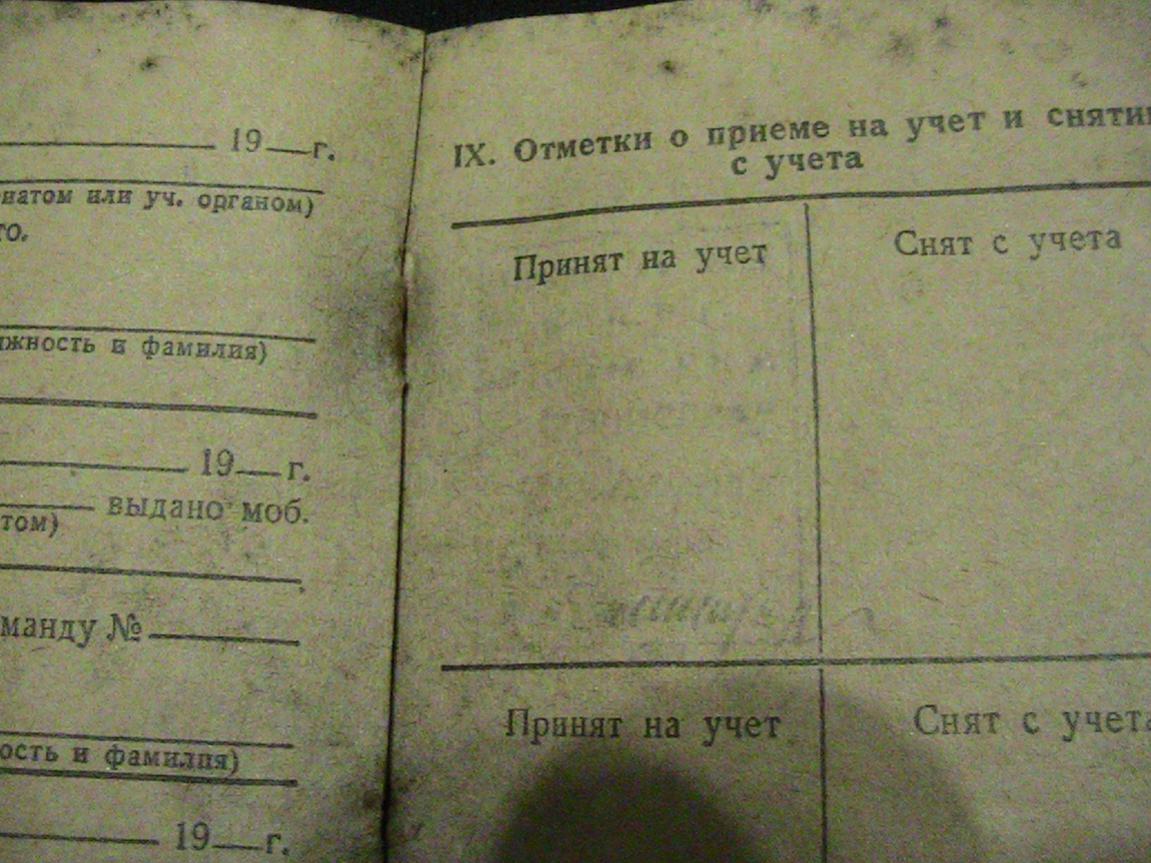 19 г.
натом или уч. органом)
то.
жность и фамилия)
19 г.
выдано моб.
том)
манду №
ость и фамилия)
19 г.
IX. Отметки о приеме на учет и снятии
с учета
Принят на учет Снят с учета
Принят на учет Снят с учета